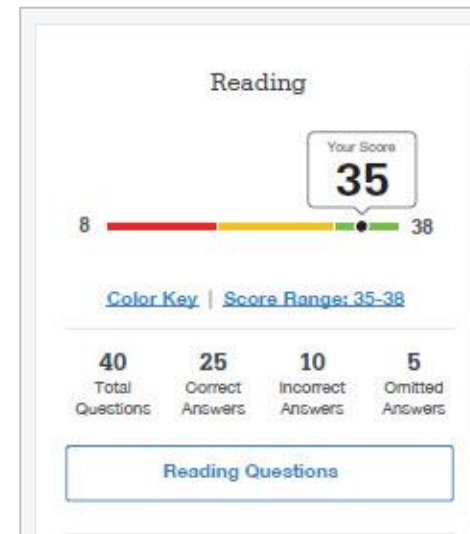 Reading
Your Score
35
8 38
Color Key | Score Range: 35-38
40 25 10 5
Total Correct Incorrect Omitted
Questions Answers Answers Answers
Reading Questions